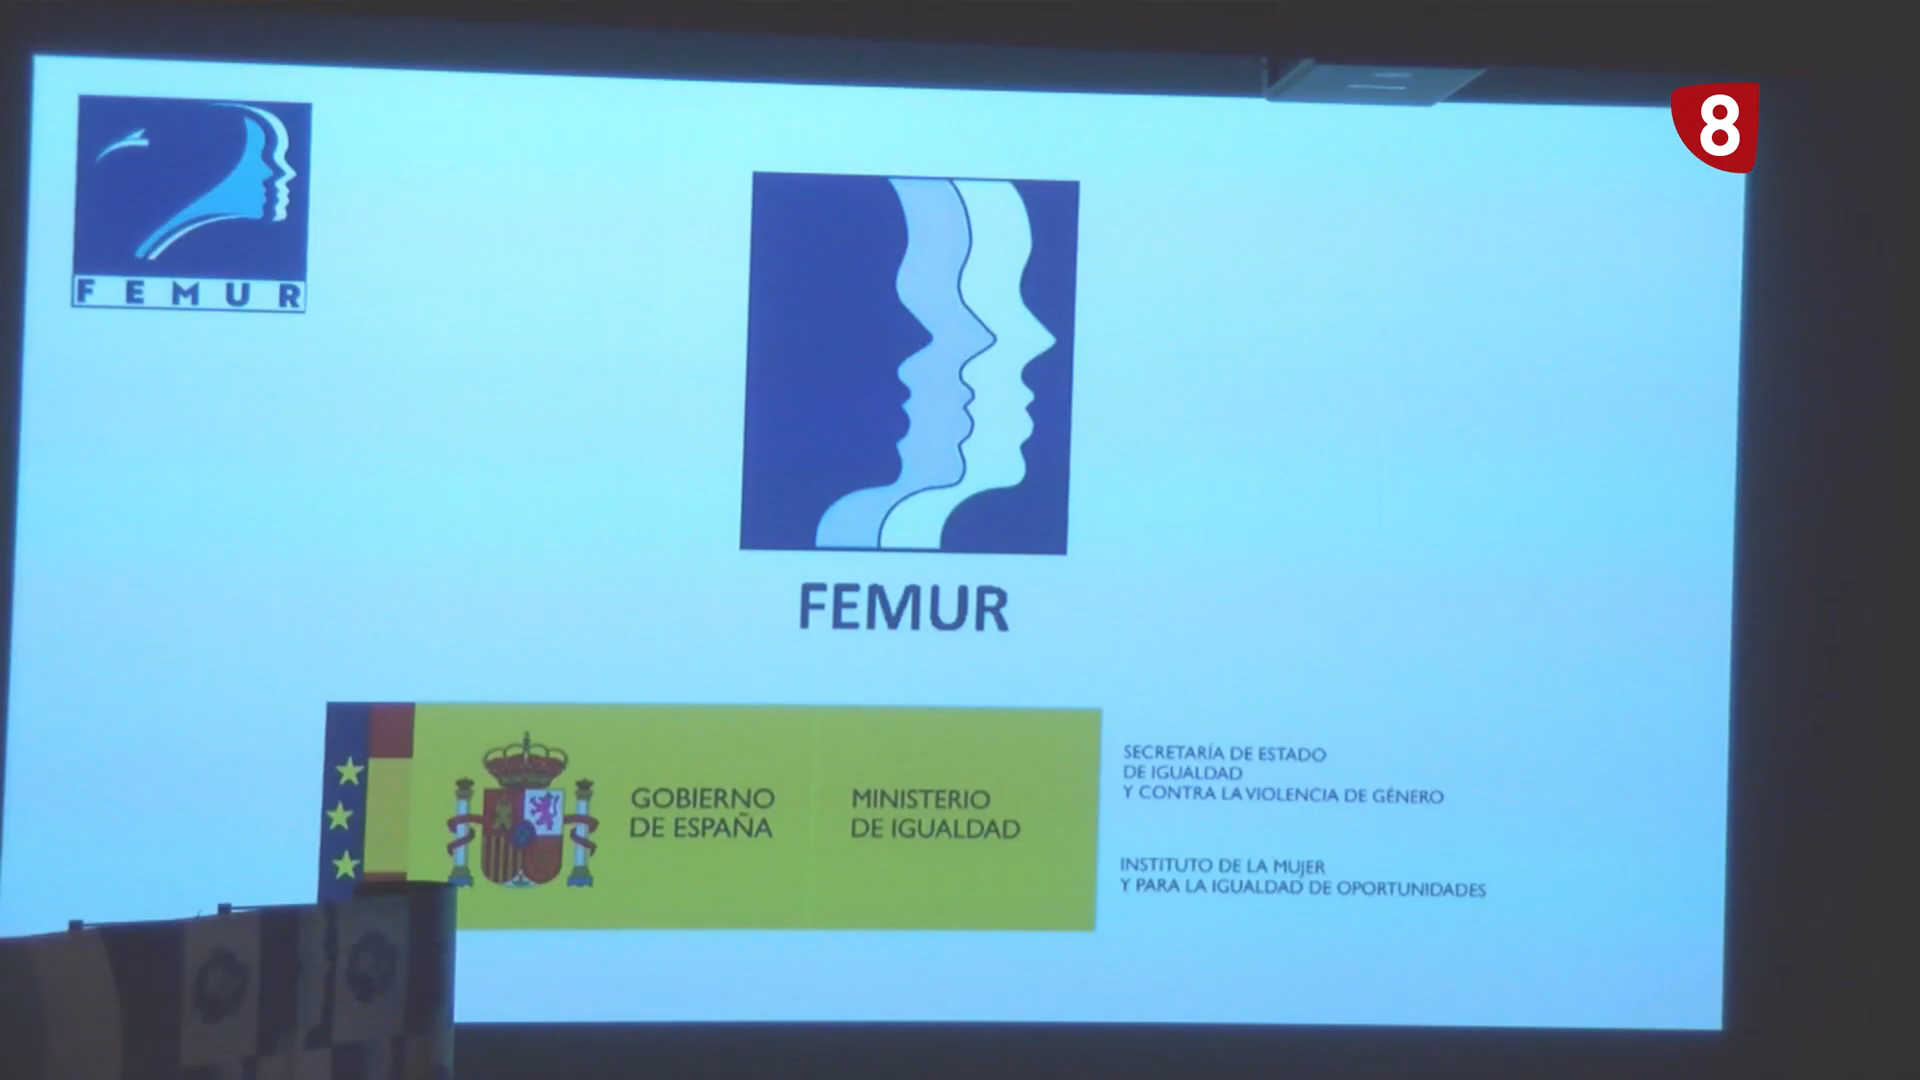 8
FEMUR
FEMUR
GOBIERNO
DE ESPAÑA
MINISTERIO
DE IGUALDAD
SECRETARÍA DE ESTADO
DE IGUALDAD
Y CONTRA LA VIOLENCIA DE GÉNERO
INSTITUTO DE LA MUJER
Y PARA LA IGUALDAD DE OPORTUNIDADES